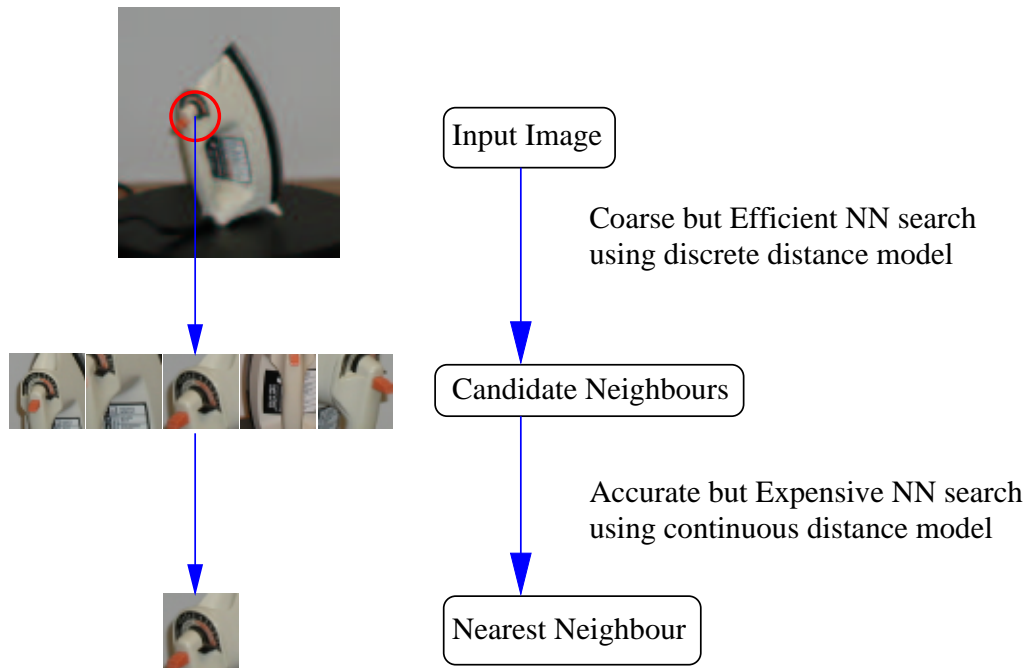 Input Image
Coarse but Efficient NN search
using discrete distance model
Candidate Neighbours
Accurate but Expensive NN search
using continuous distance model
Nearest Neighbour